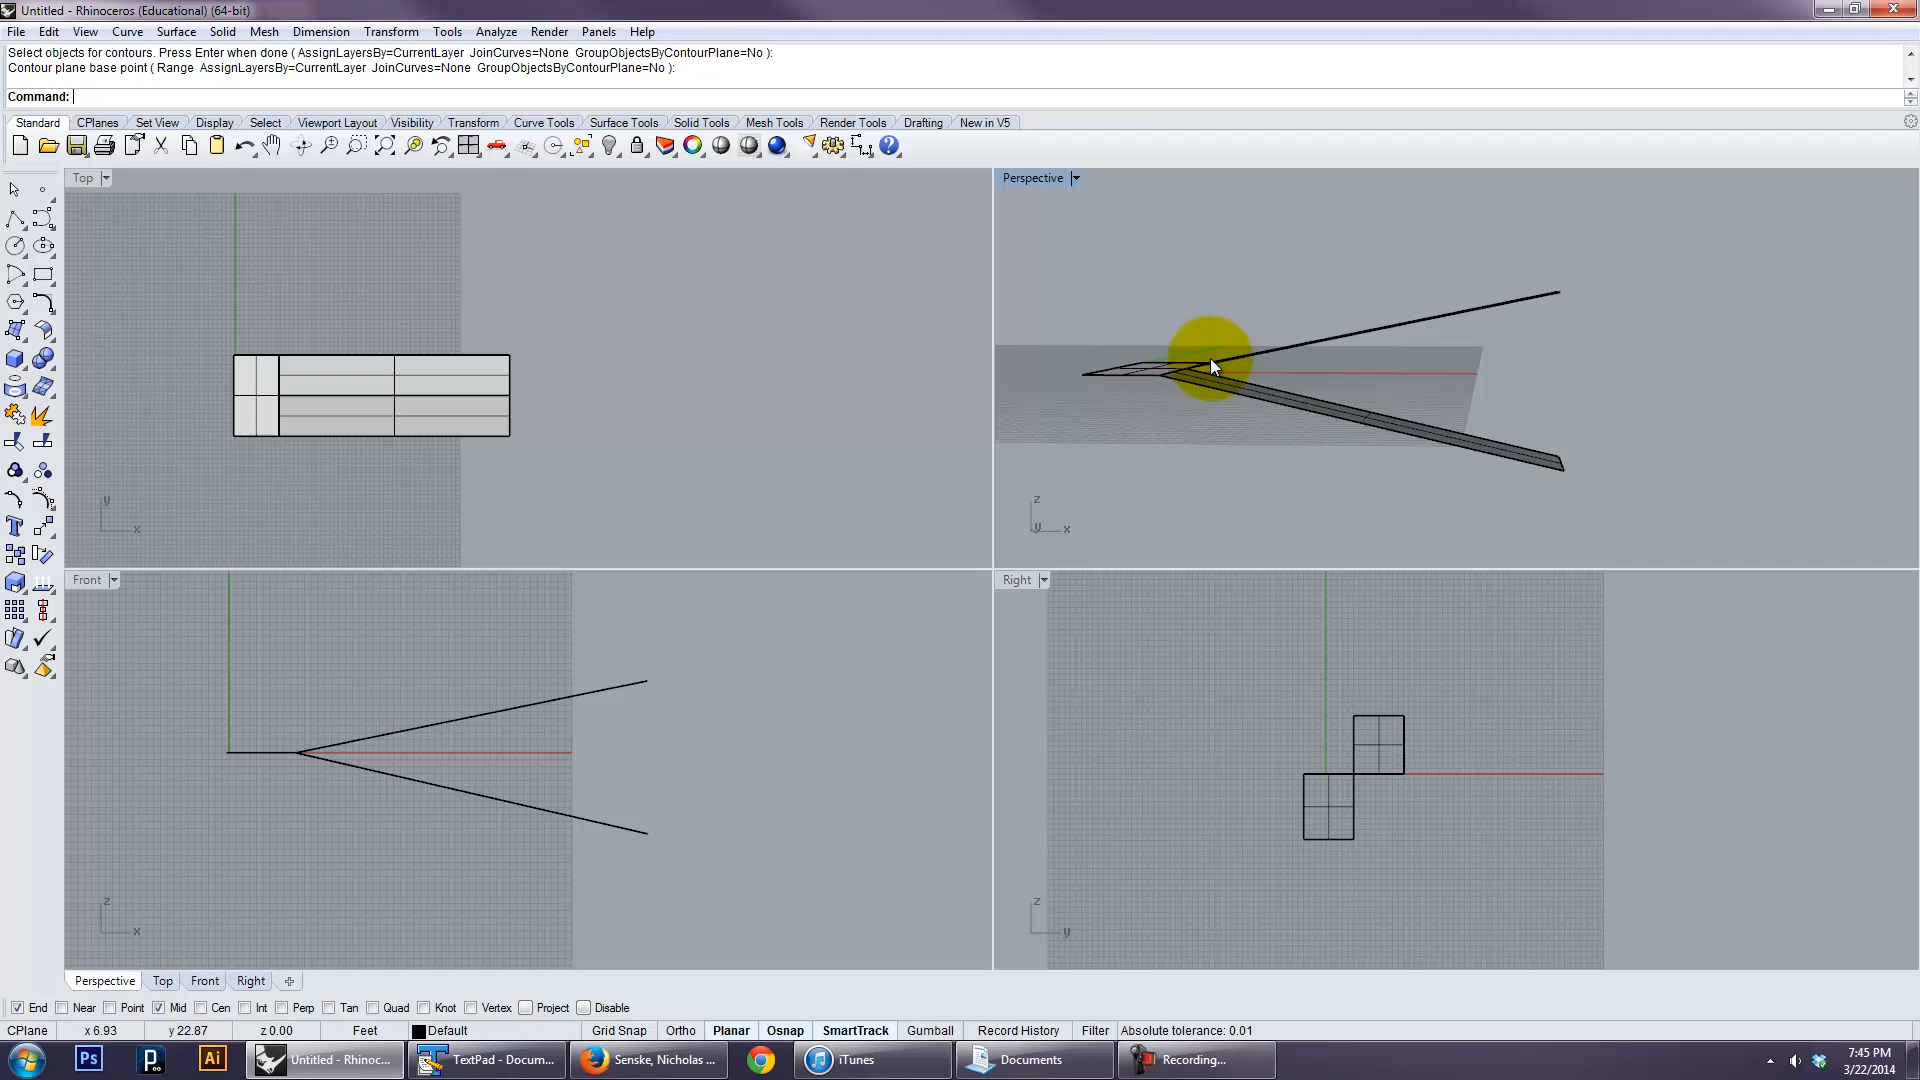 Untitled - Rhinoceros (Educational) (64-bit)
File Edit View Curve Surface Solid Mesh Dimension Transform Tools Analyze Render Panels Help
Select objects for contours. Press Enter when done ( AssignLayersBy=CurrentLayer JoinCurves=None GroupObjectsByContourPlane=No ):
Contour plane base point ( Range AssignLayersBy=CurrentLayer JoinCurves=None GroupObjectsByContourPlane=No ):
Command:
Standard CPlanes Set View Display Select Viewport Layout Visibility Transform Curve Tools Surface Tools Solid Tools Mesh Tools Render Tools Drafting New in V5
Top
Perspective
y
x
z
y x
Front
Right
z
x
z
y
Perspective Top Front Right
End Near Point Mid Cen Int Perp Tan Quad Knot Vertex Project Disable
CPlane x 6.93 y 22.87 z 0.00 Feet Default Grid Snap Ortho Planar Osnap SmartTrack Gumball Record History Filter Absolute tolerance: 0.01
Ps p Ai Untitled - Rhinoc... TextPad - Docum... Senske, Nicholas ... iTunes Documents Recording...
7:45 PM
3/22/2014